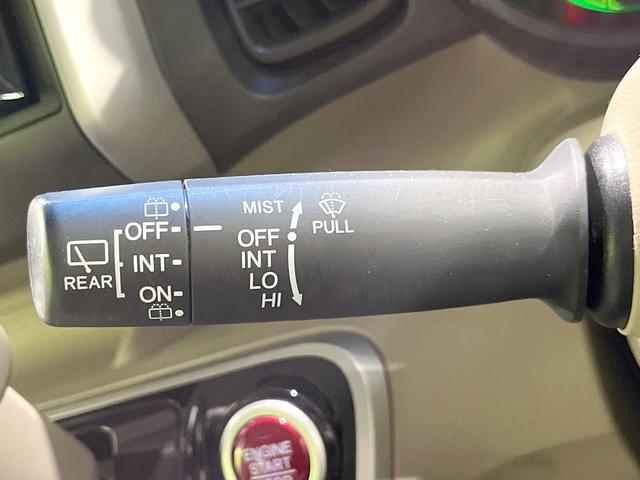 REAR
OFF
INT
ON
MIST
OFF
INT
LO
HI
PULL
ENGINE
START